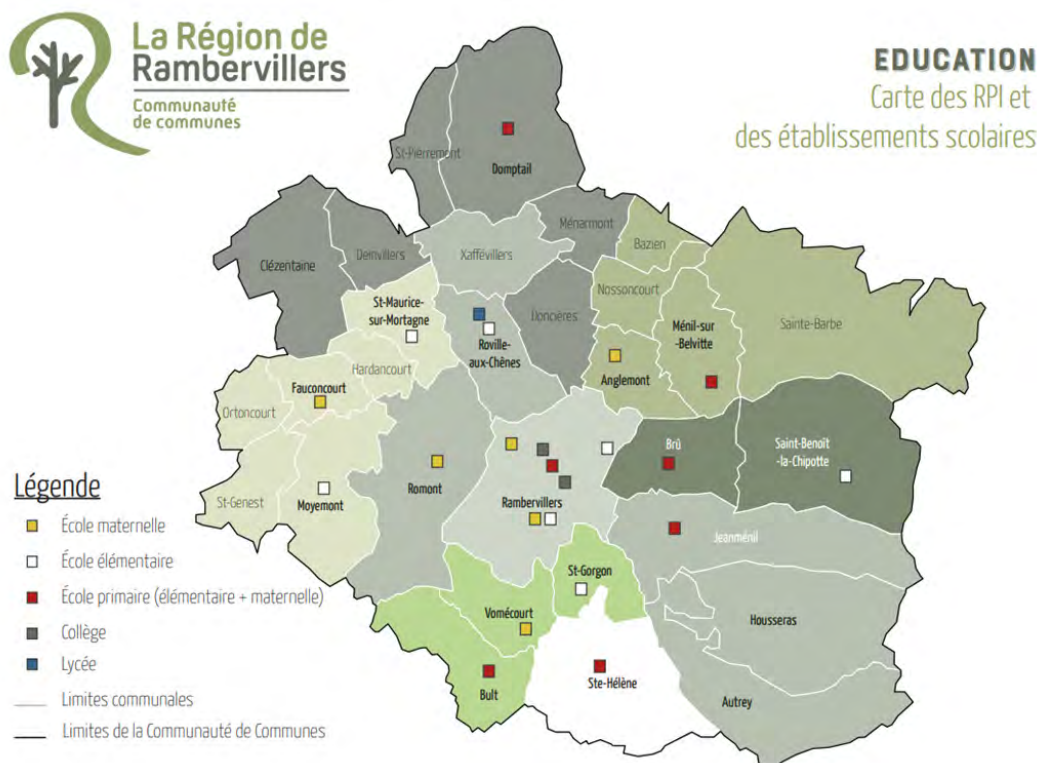 La Région de
Rambervillers
Communauté
de communes
EDUCATION
Carte des RPI et
des établissements scolaires
St-Pierremont
Domptail
Ménarmont
Bazien
Clézentaine
Deinvillers
Xaffévillers
Nossoncourt
St-Maurice-
sur-Mortagne
Doncières
Ménil-sur
-Belvitte
Sainte-Barbe
Roville-
aux-Chênes
Hardancourt
Anglemont
Fauconcourt
Ortoncourt
Brû
Saint-Benoît
-la-Chipotte
Romont
St-Genest
Moyemont
Rambervillers
Jeanménil
St-Gorgon
Housseras
Vomécourt
Bult
Ste-Hélène
Autrey
Légende
École maternelle
École élémentaire
École primaire (élémentaire + maternelle)
Collège
Lycée
Limites communales
Limites de la Communauté de Communes